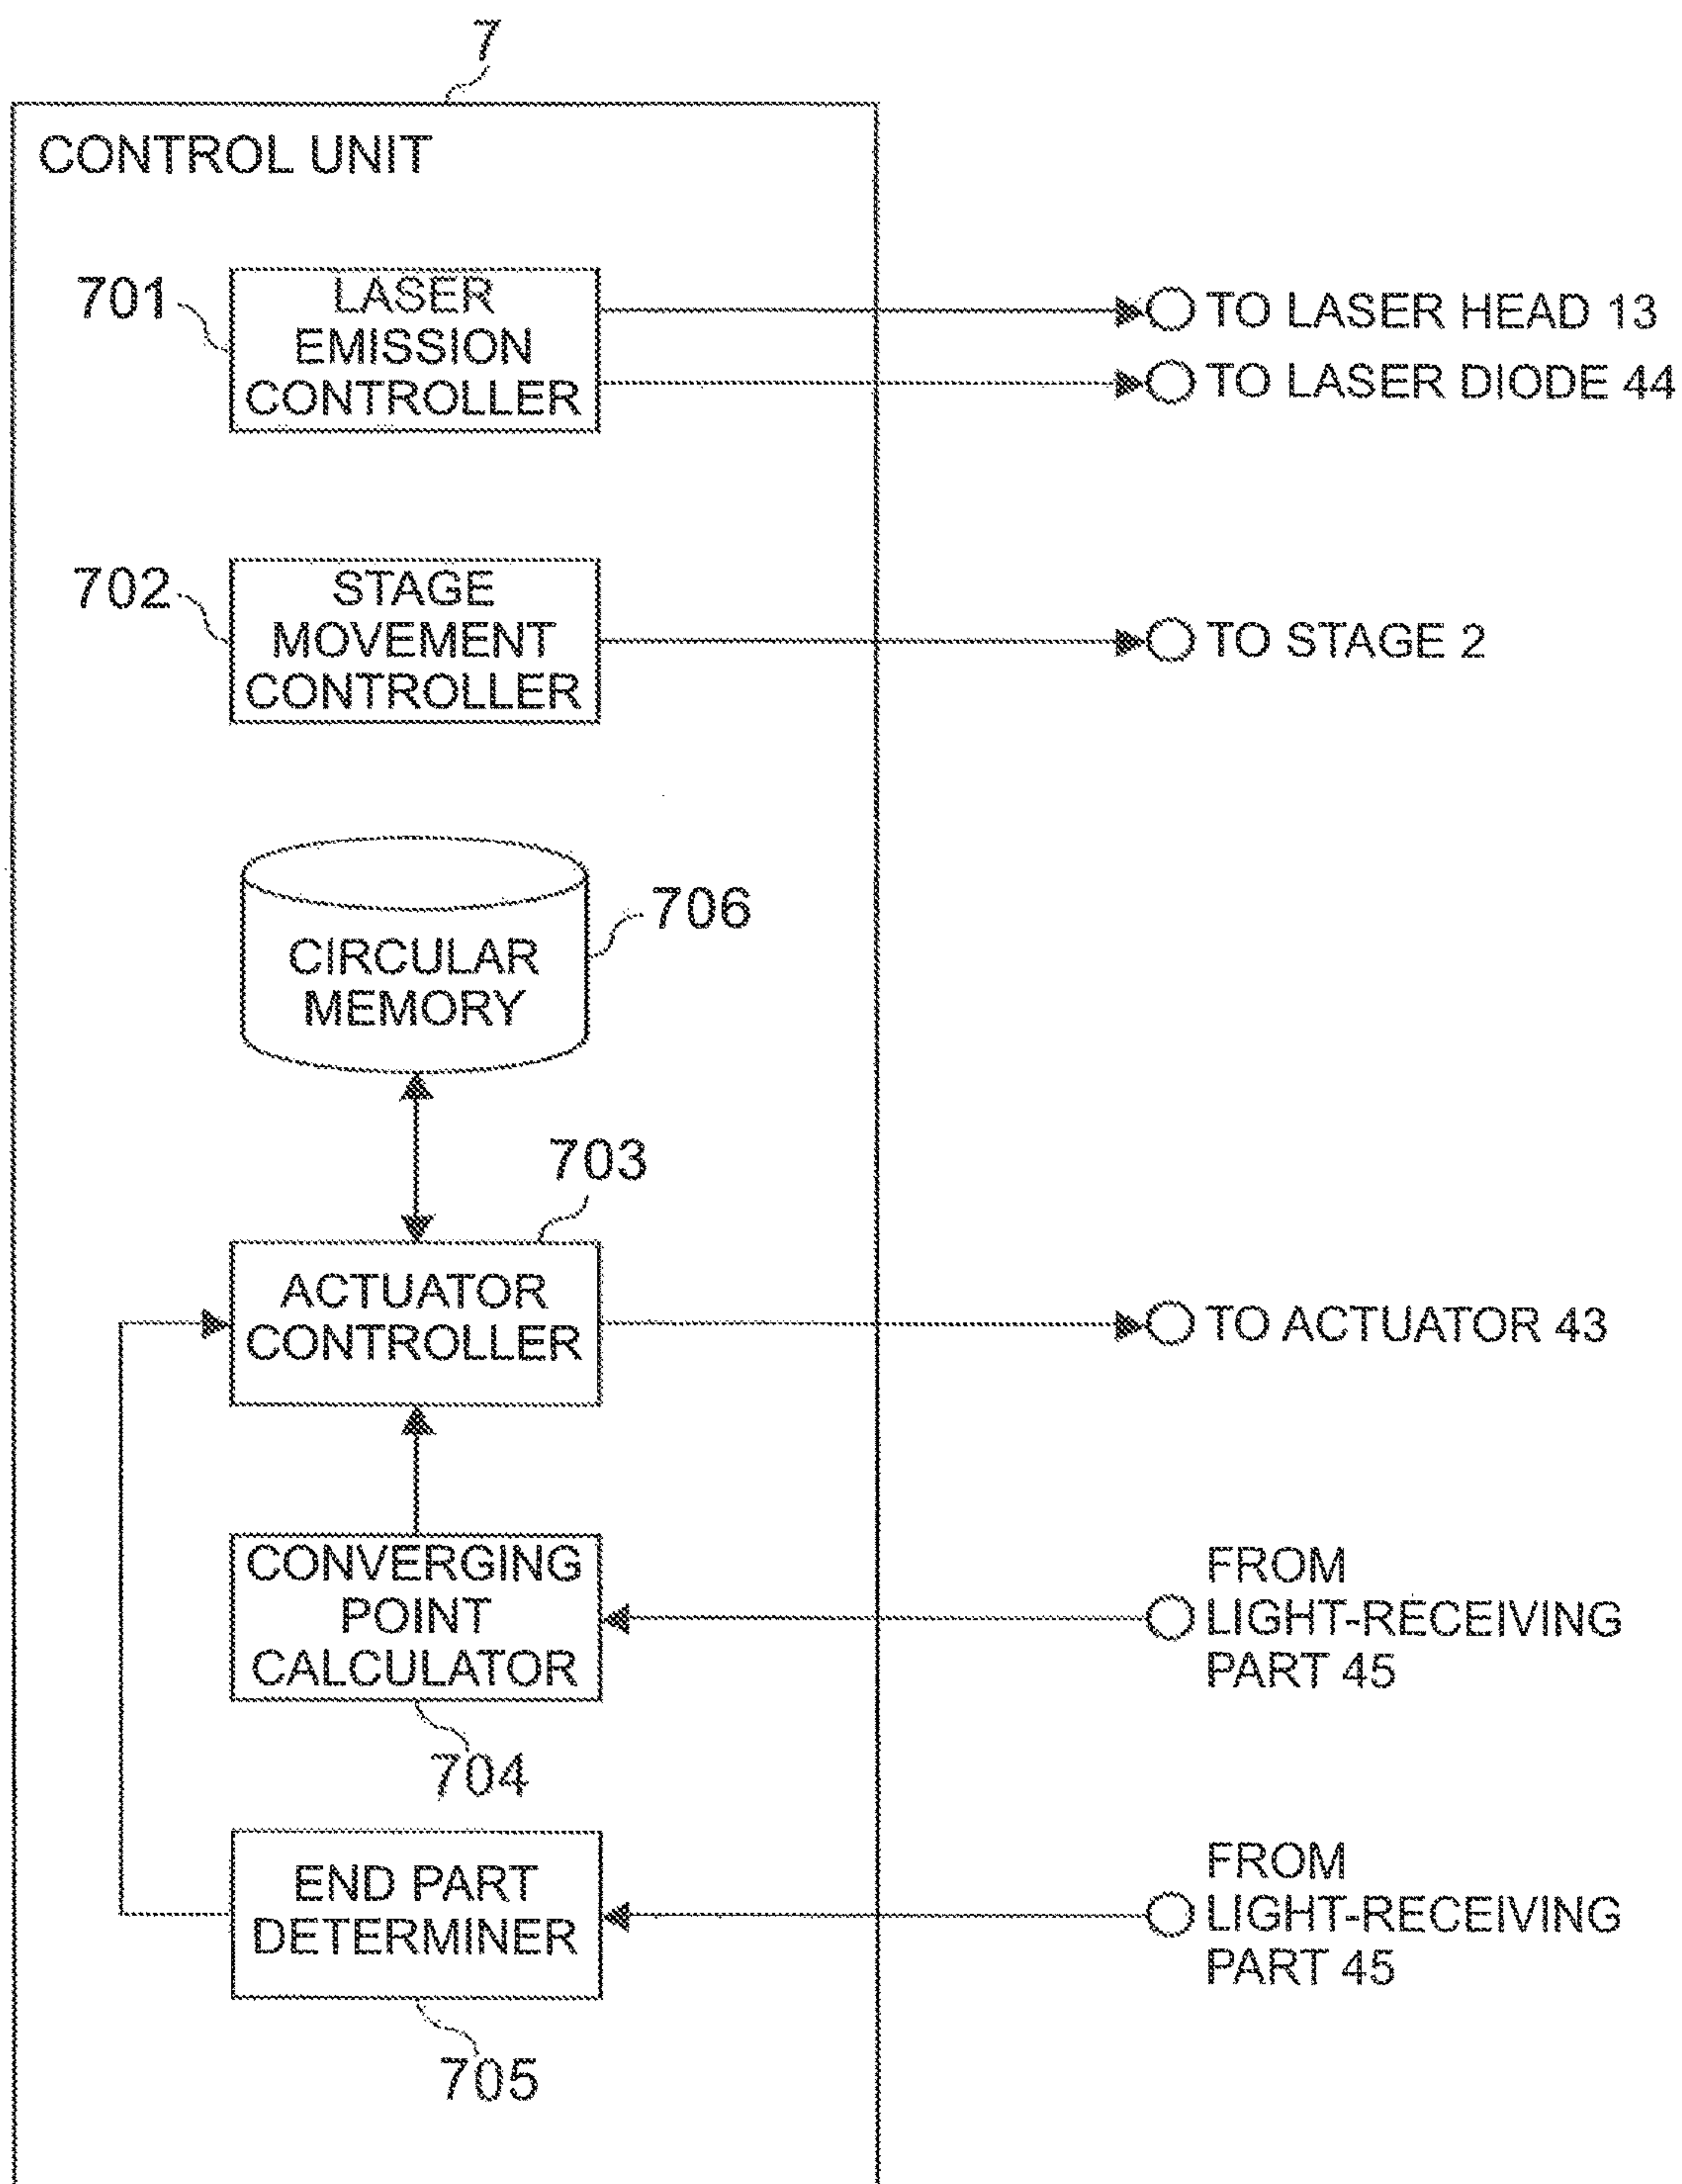 7
CONTROL UNIT
701
LASER
EMISSION
CONTROLLER
TO LASER HEAD 13
TO LASER DIODE 44
702
STAGE
MOVEMENT
CONTROLLER
TO STAGE 2
CIRCULAR
MEMORY
706
703
ACTUATOR
CONTROLLER
TO ACTUATOR 43
CONVERGING
POINT
CALCULATOR
704
FROM
LIGHT-RECEIVING
PART 45
END PART
DETERMINER
705
FROM
LIGHT-RECEIVING
PART 45